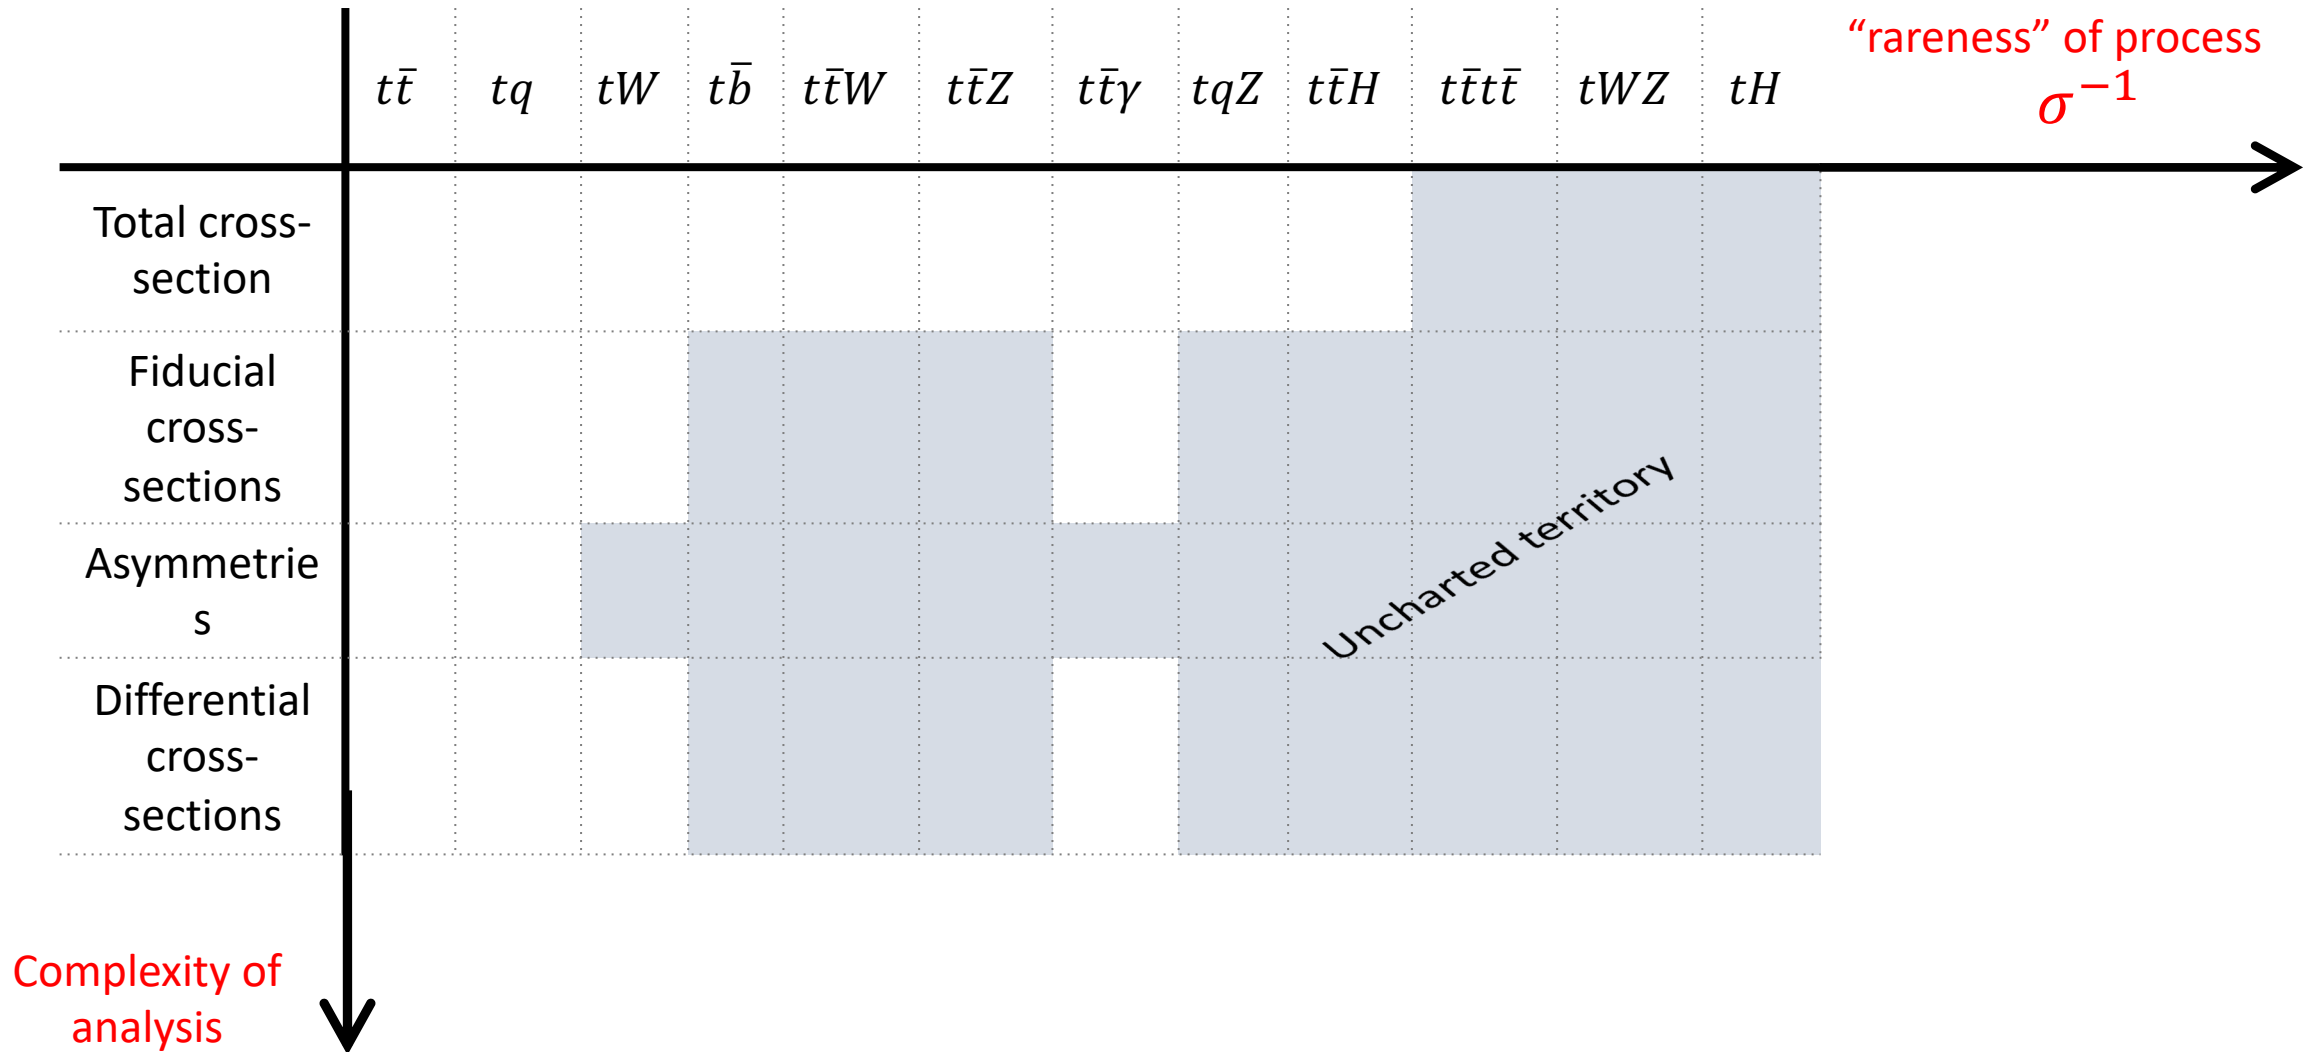 “rareness” of process
tt̄ tq tW tb̄ tt̄W tt̄Z tt̄γ tqZ tt̄H tt̄tt̄ tWZ tH
σ⁻¹
Total cross-
section
Fiducial
cross-
sections
Uncharted territory
Asymmetrie
s
Differential
cross-
sections
Complexity of
analysis